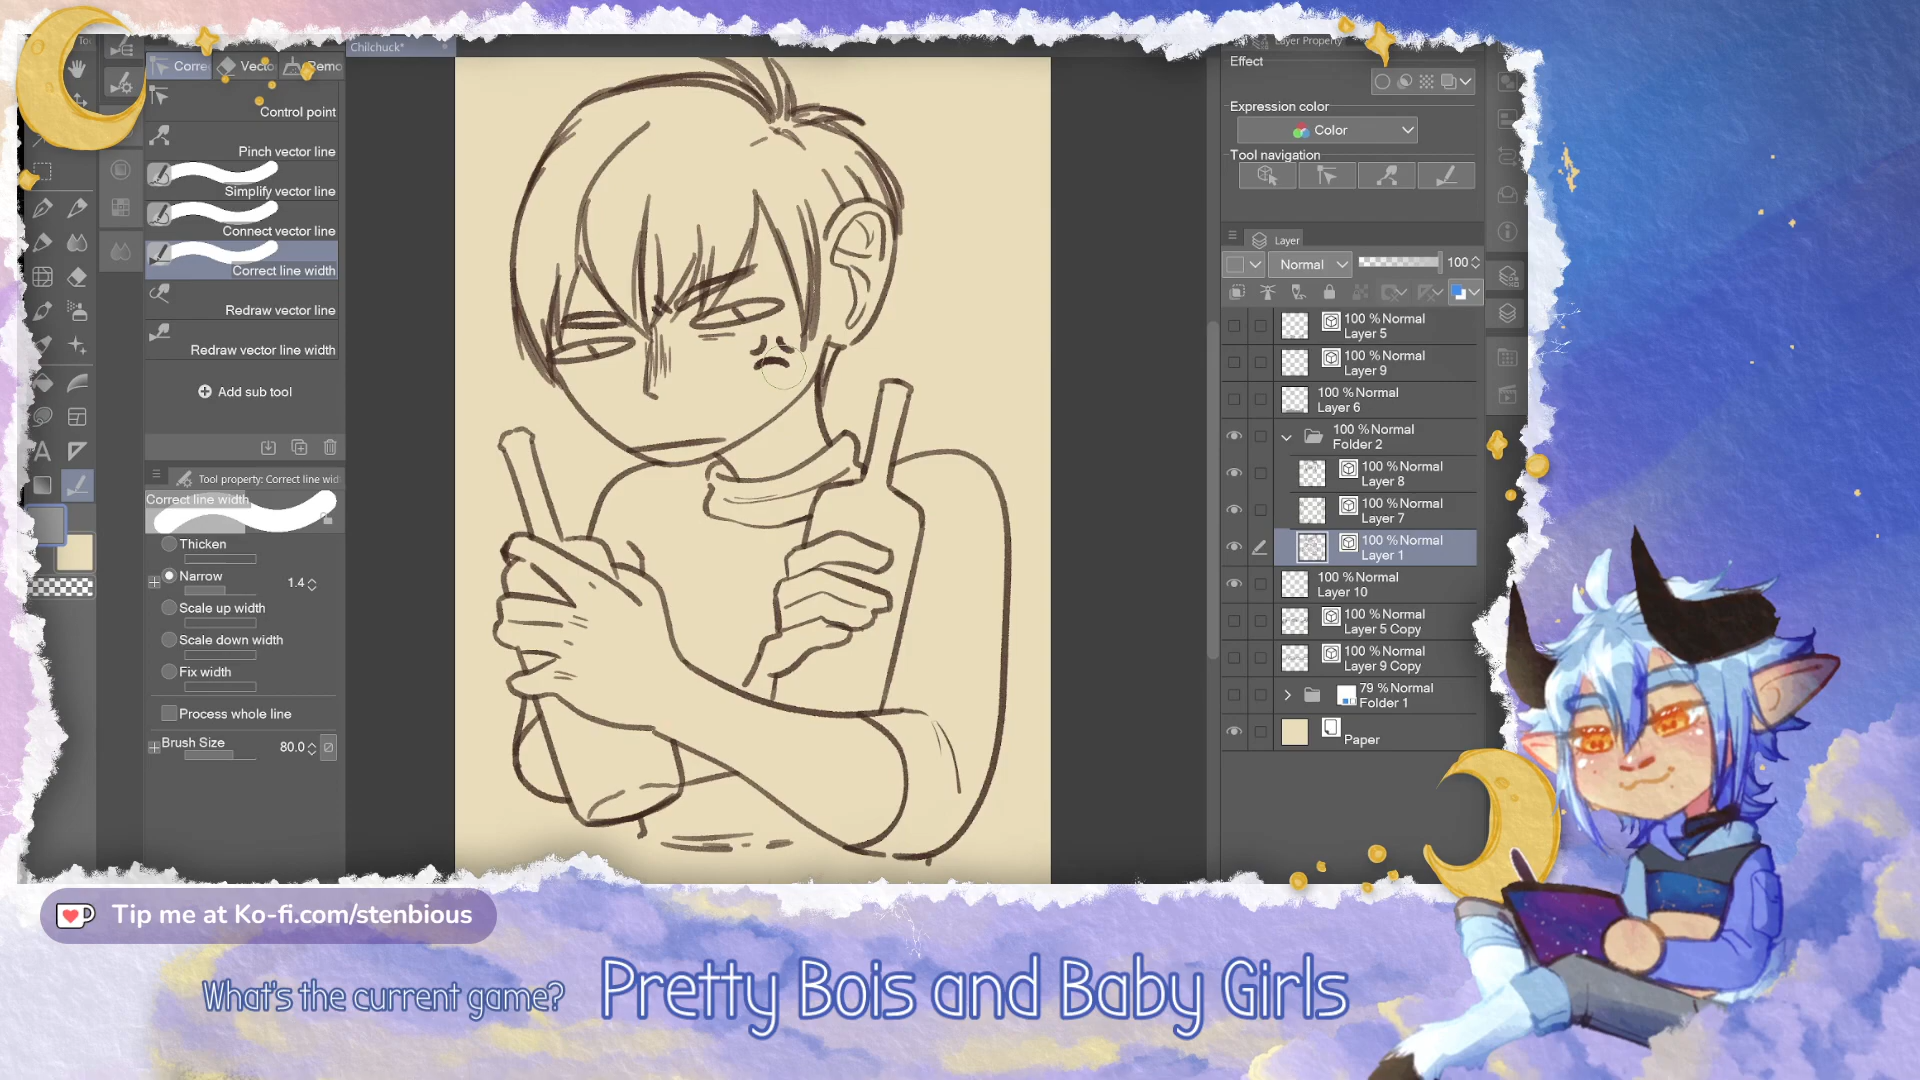 Chilchuck*
Layer Property
Control point
Pinch vector line
Simplify vector line
Connect vector line
Correct line width
Redraw vector line
Redraw vector line width
Add sub tool
Tool property: Correct line wid
Correct line width
Thicken
Narrow 1.4
Scale up width
Scale down width
Fix width
Process whole line
Brush Size 80.0
Effect
Expression color
Color
Tool navigation
Layer
Normal 100
100 % Normal
Layer 5
100 % Normal
Layer 9
100 % Normal
Layer 6
100 % Normal
Folder 2
100 % Normal
Layer 8
100 % Normal
Layer 7
100 % Normal
Layer 1
100 % Normal
Layer 10
100 % Normal
Layer 5 Copy
100 % Normal
Layer 9 Copy
79 % Normal
Folder 1
Paper
Tip me at Ko-fi.com/stenbious
What's the current game? Pretty Bois and Baby Girls